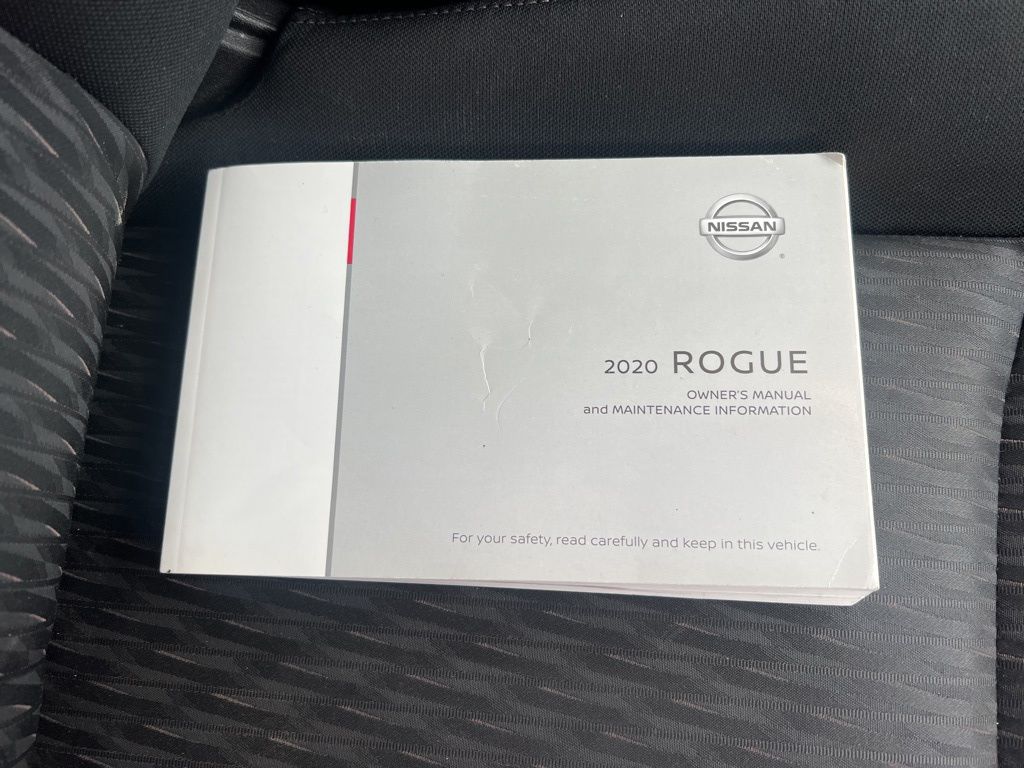 NISSAN
2020 ROGUE
OWNER'S MANUAL
and MAINTENANCE INFORMATION
For your safety, read carefully and keep in this vehicle.